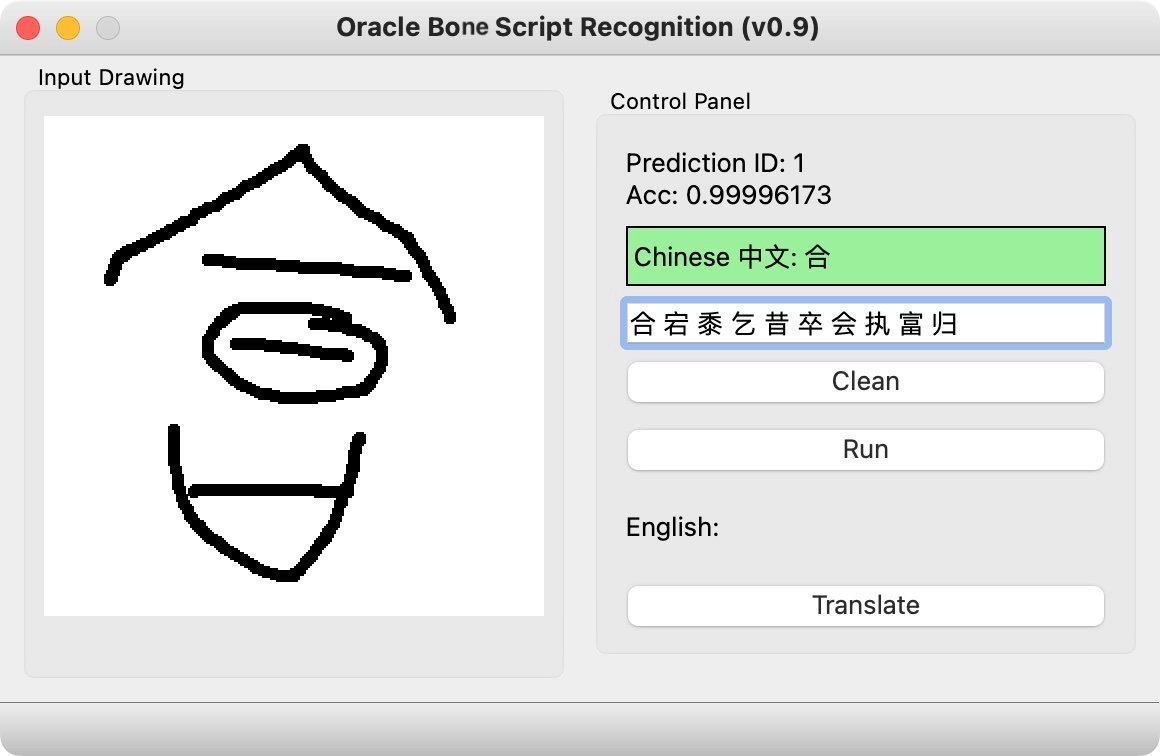 Oracle Bone Script Recognition (v0.9)
Input Drawing
Control Panel
Prediction ID: 1
Acc: 0.99996173
Chinese 中文: 合
合 宕 黍 乞 昔 卒 会 执 富 归
Clean
Run
English:
Translate